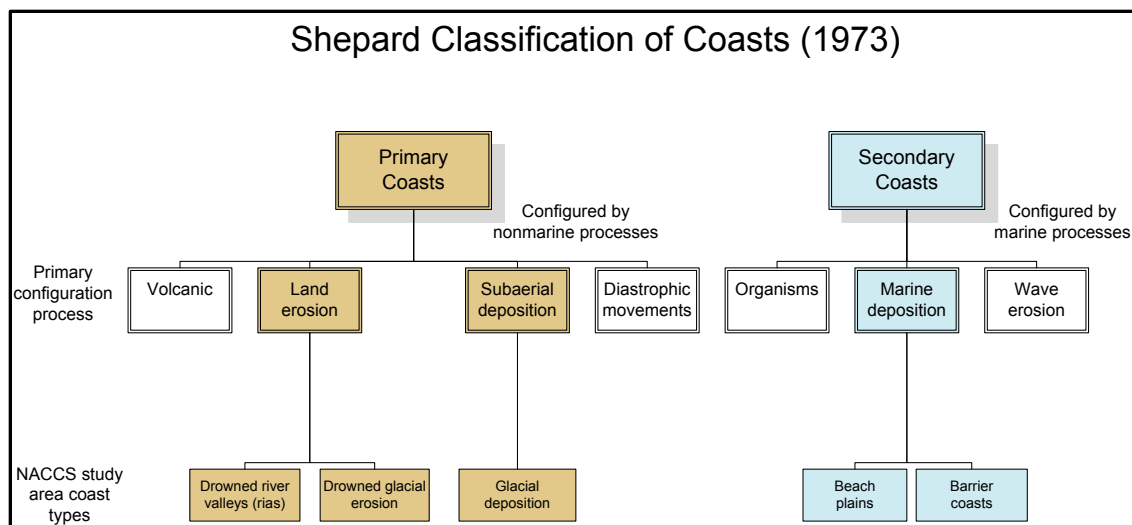 Shepard Classification of Coasts (1973)
Primary
Coasts
Secondary
Coasts
Configured by
nonmarine processes
Configured by
marine processes
Primary
configuration
process
Volcanic
Land
erosion
Subaerial
deposition
Diastrophic
movements
Organisms
Marine
deposition
Wave
erosion
NACCS study
area coast
types
Drowned river
valleys (rias)
Drowned glacial
erosion
Glacial
deposition
Beach
plains
Barrier
coasts